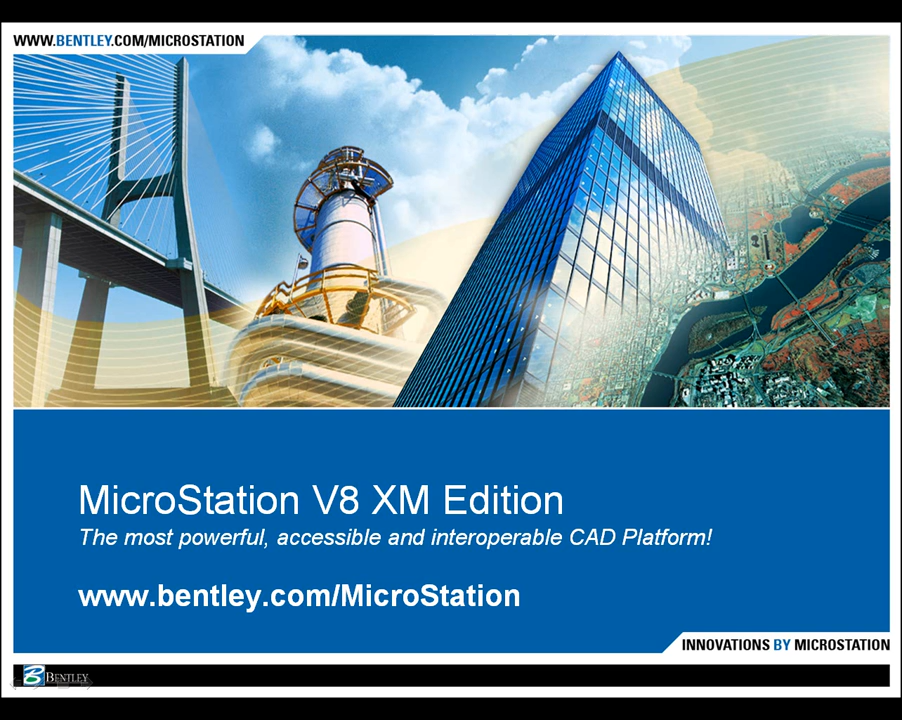 WWW.BENTLEY.COM/MICROSTATION
MicroStation V8 XM Edition
The most powerful, accessible and interoperable CAD Platform!
www.bentley.com/MicroStation
INNOVATIONS BY MICROSTATION
BENTLEY